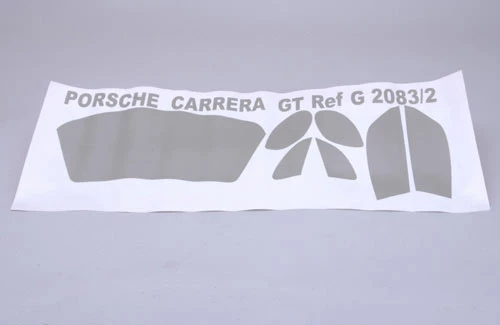 PORSCHE CARRERA GT Ref G 2083/2